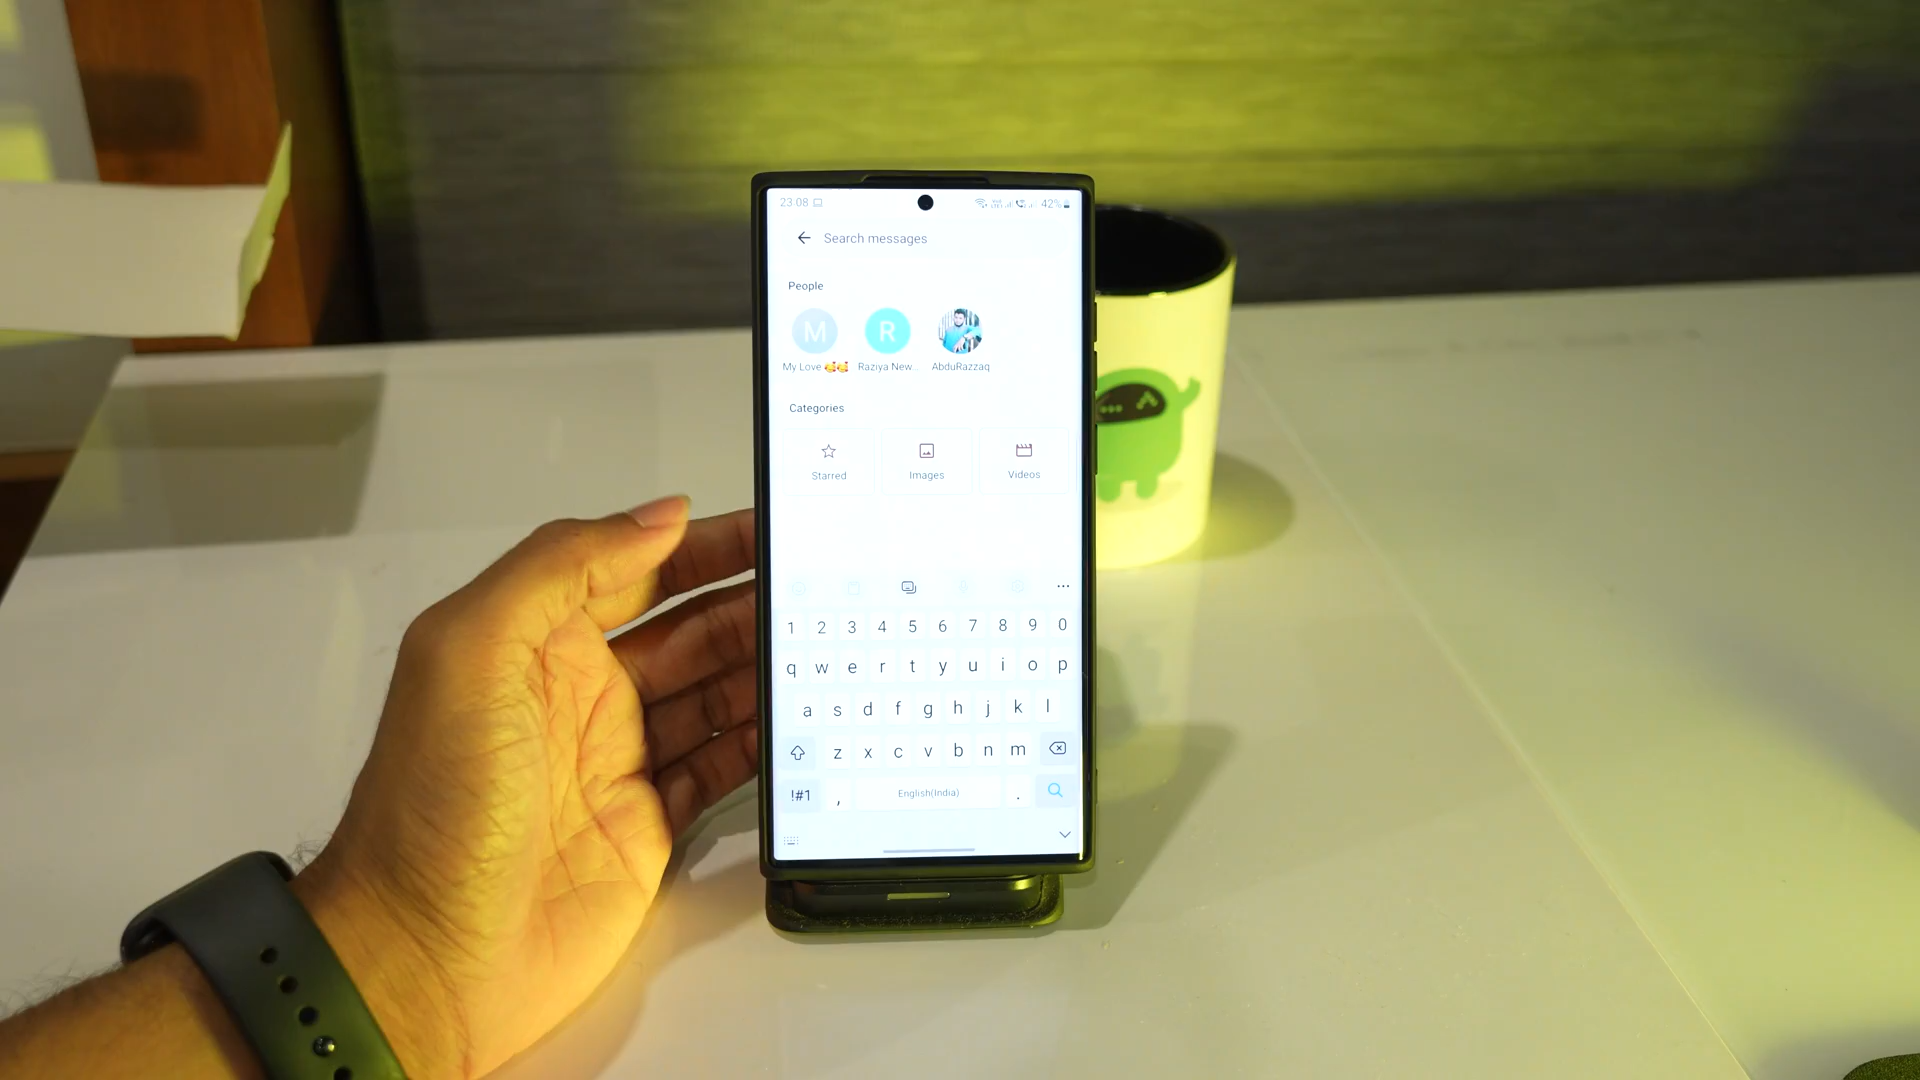 23:08 42%
Search messages
People
M R
My Love 🥰🥰 Raziya New... AbduRazzaq
Categories
Starred Images Videos
1 2 3 4 5 6 7 8 9 0
q w e r t y u i o p
a s d f g h j k l
z x c v b n m
!#1 , English(India) .